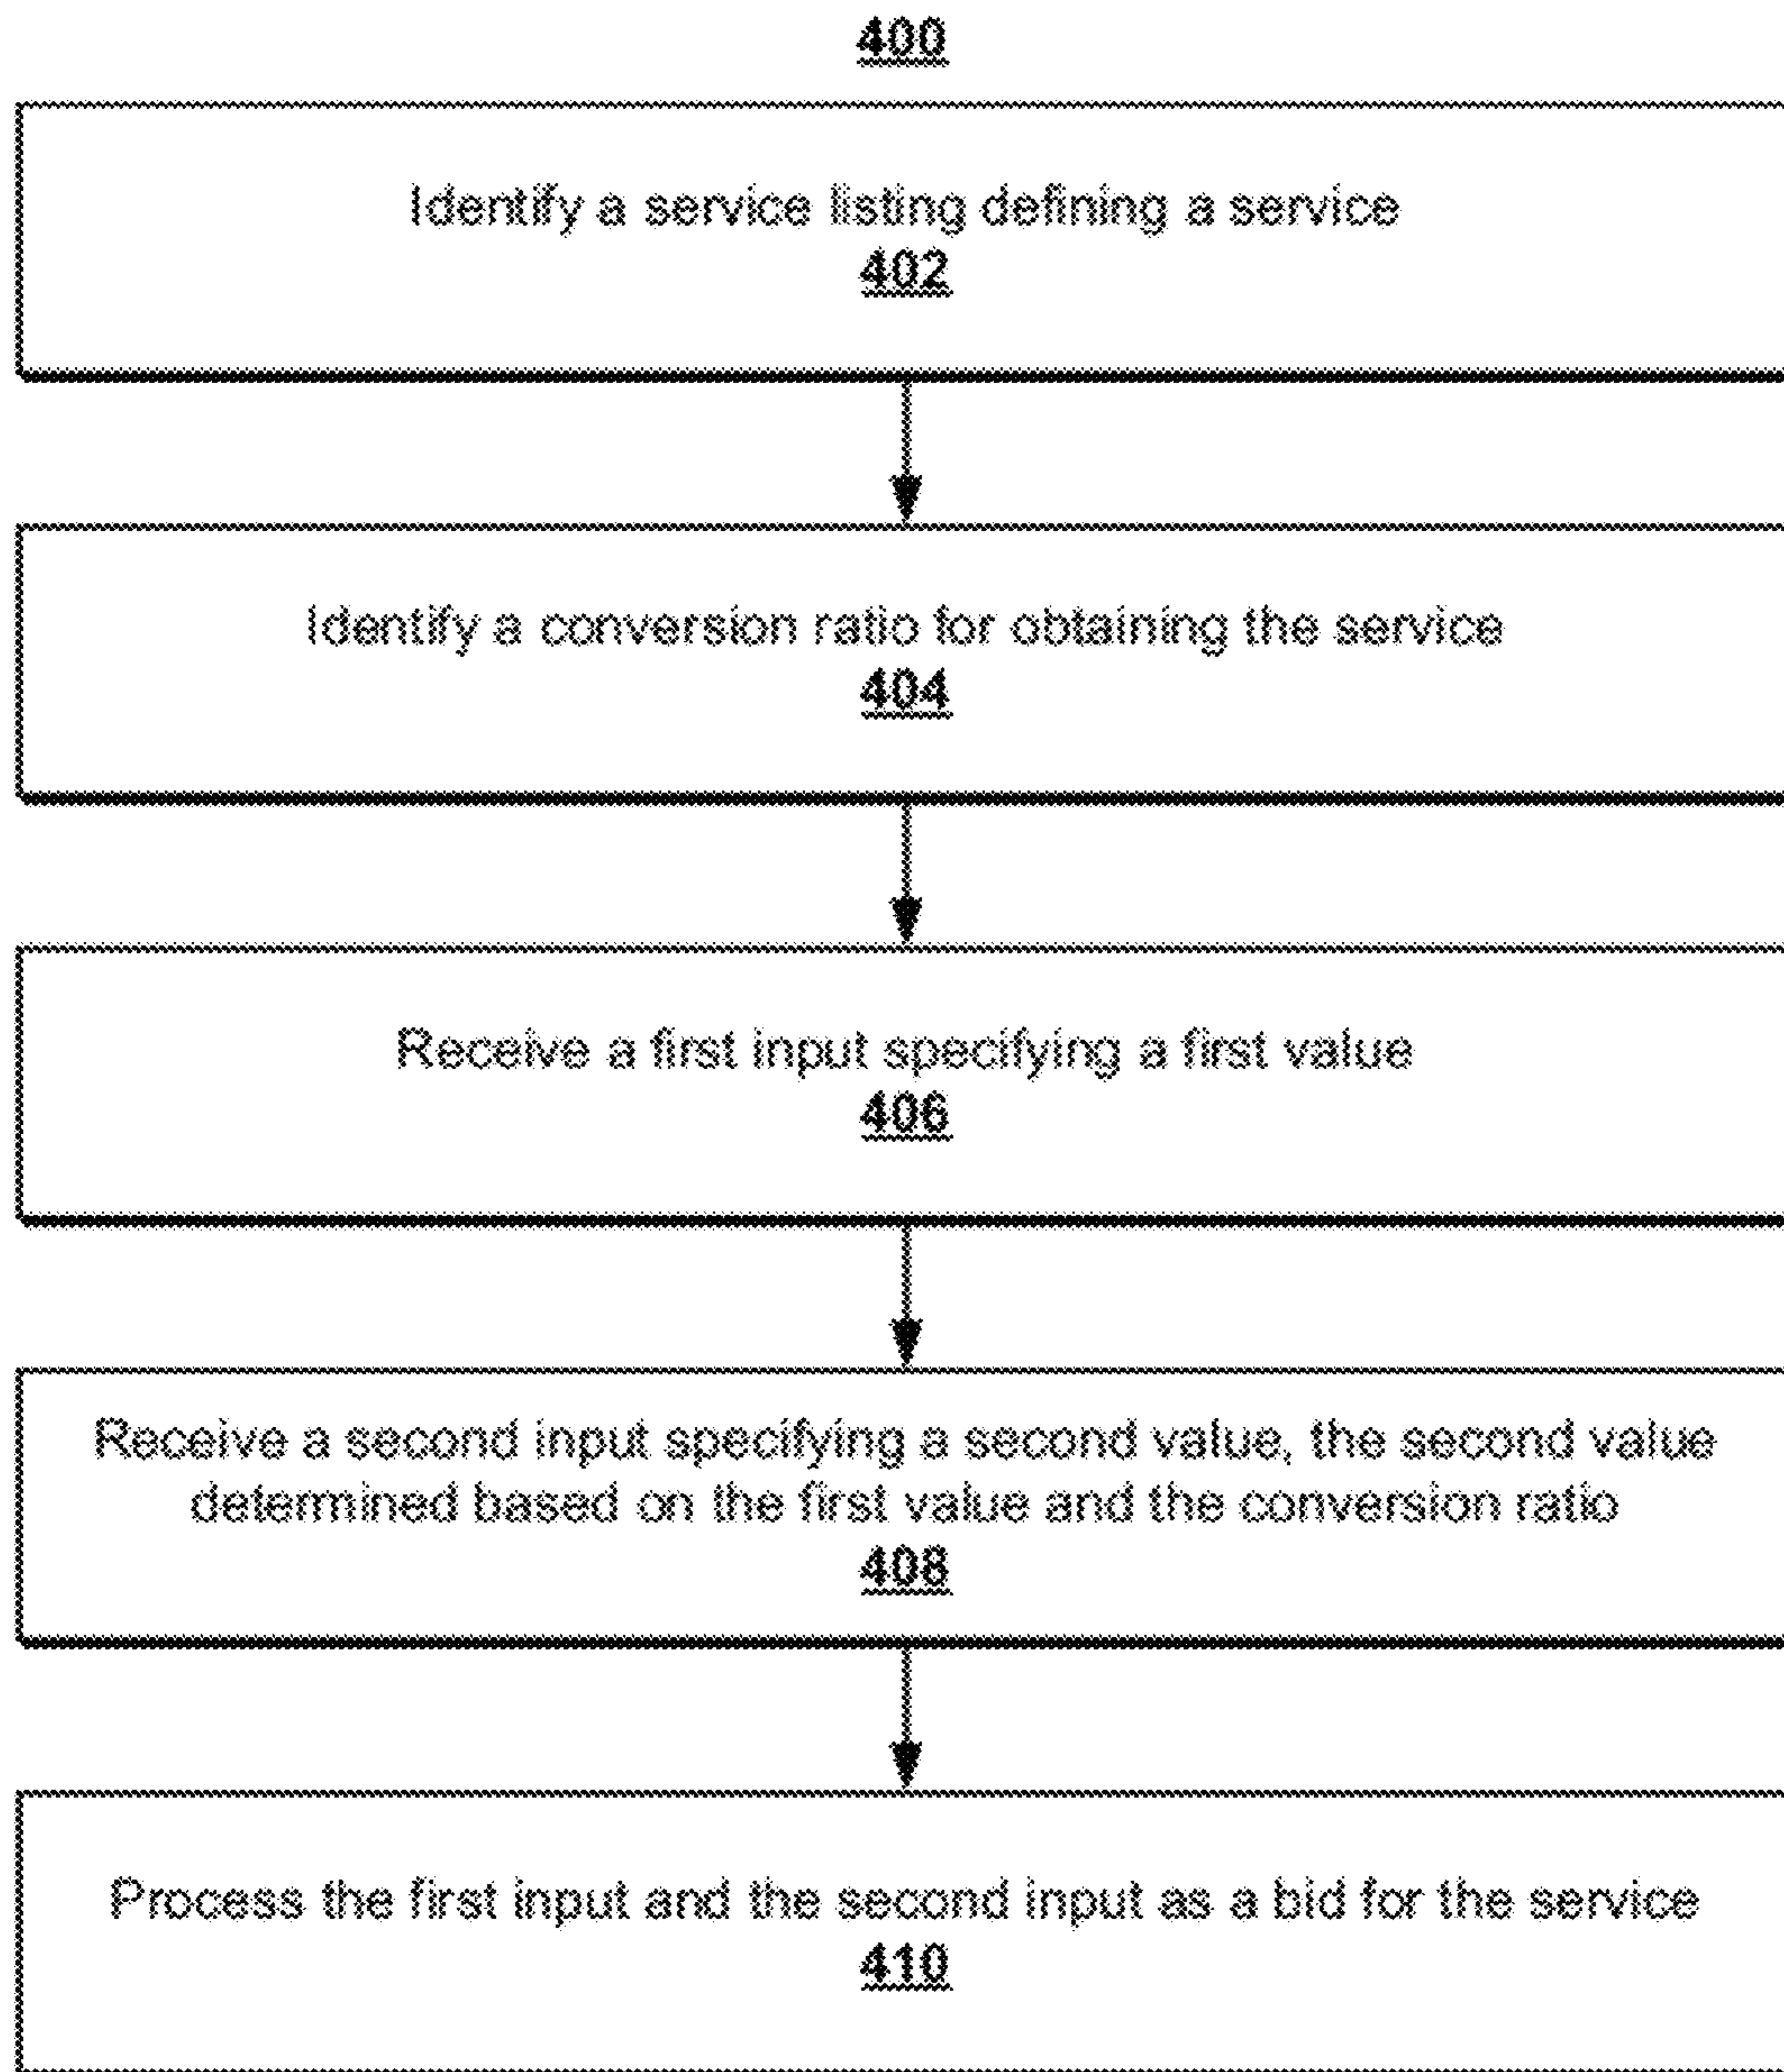 400
Identify a service listing defining a service
402
Identify a conversion ratio for obtaining the service
404
Receive a first input specifying a first value
406
Receive a second input specifying a second value, the second value
determined based on the first value and the conversion ratio
408
Process the first input and the second input as a bid for the service
410